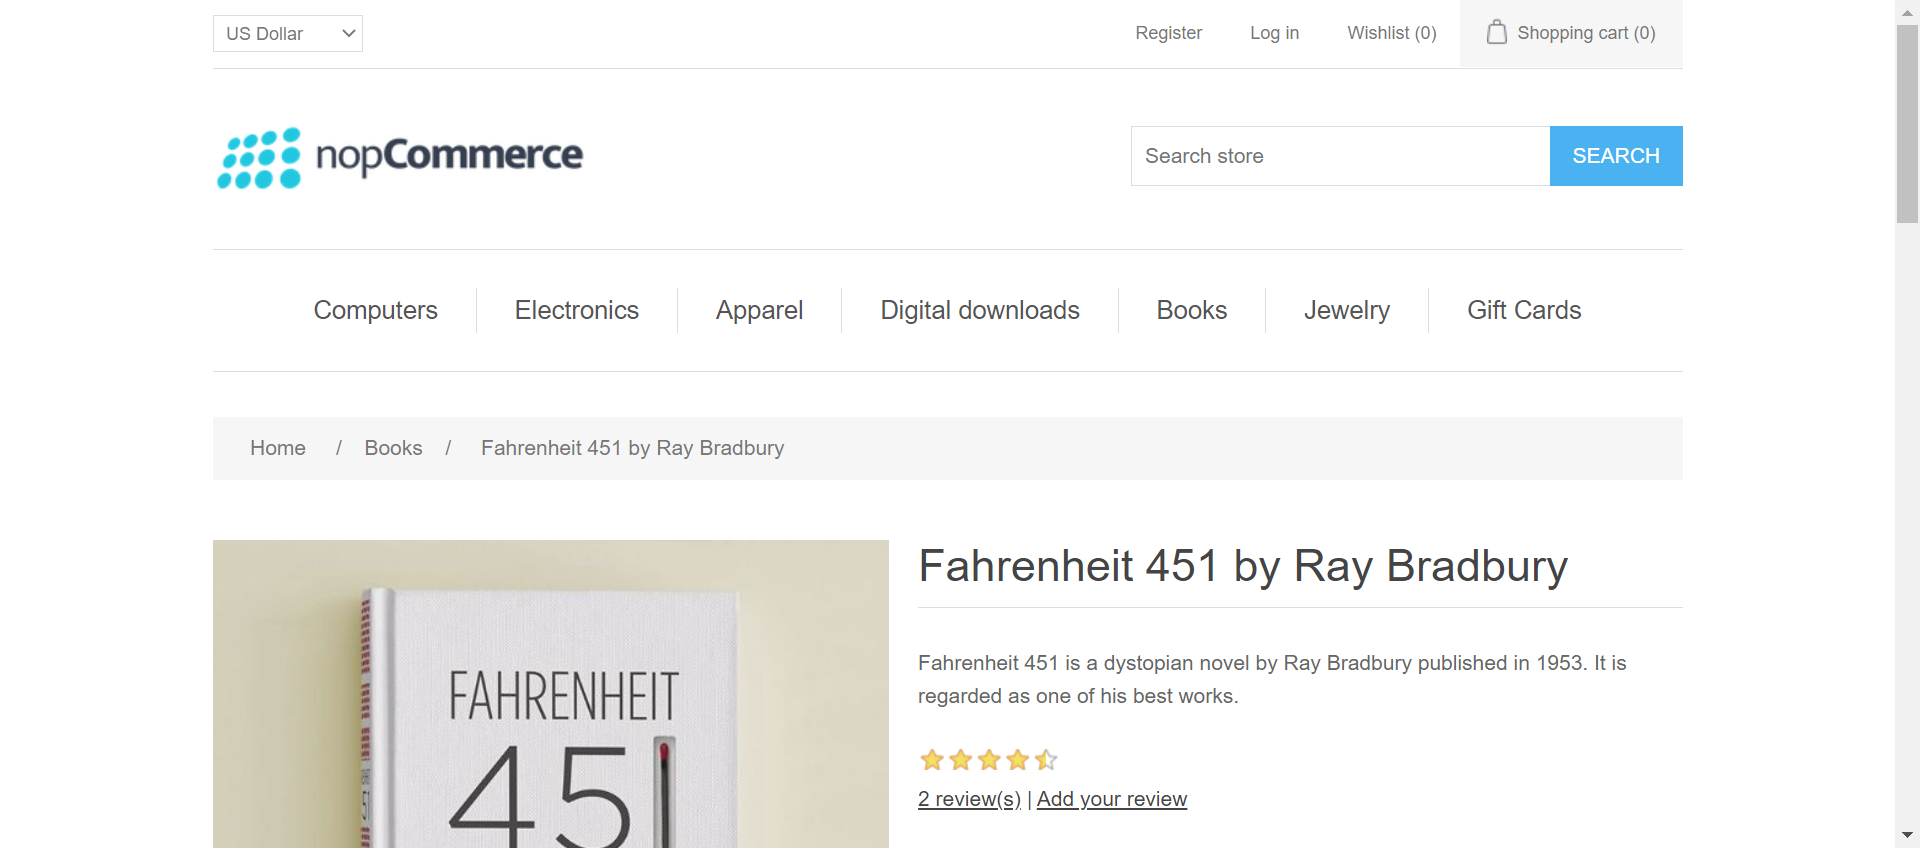 US Dollar
Register
Log in
Wishlist (0)
Shopping cart (0)
nopCommerce
Search store
SEARCH
Computers
Electronics
Apparel
Digital downloads
Books
Jewelry
Gift Cards
Home / Books / Fahrenheit 451 by Ray Bradbury
FAHRENHEIT
451
Fahrenheit 451 by Ray Bradbury
Fahrenheit 451 is a dystopian novel by Ray Bradbury published in 1953. It is
regarded as one of his best works.
2 review(s) | Add your review